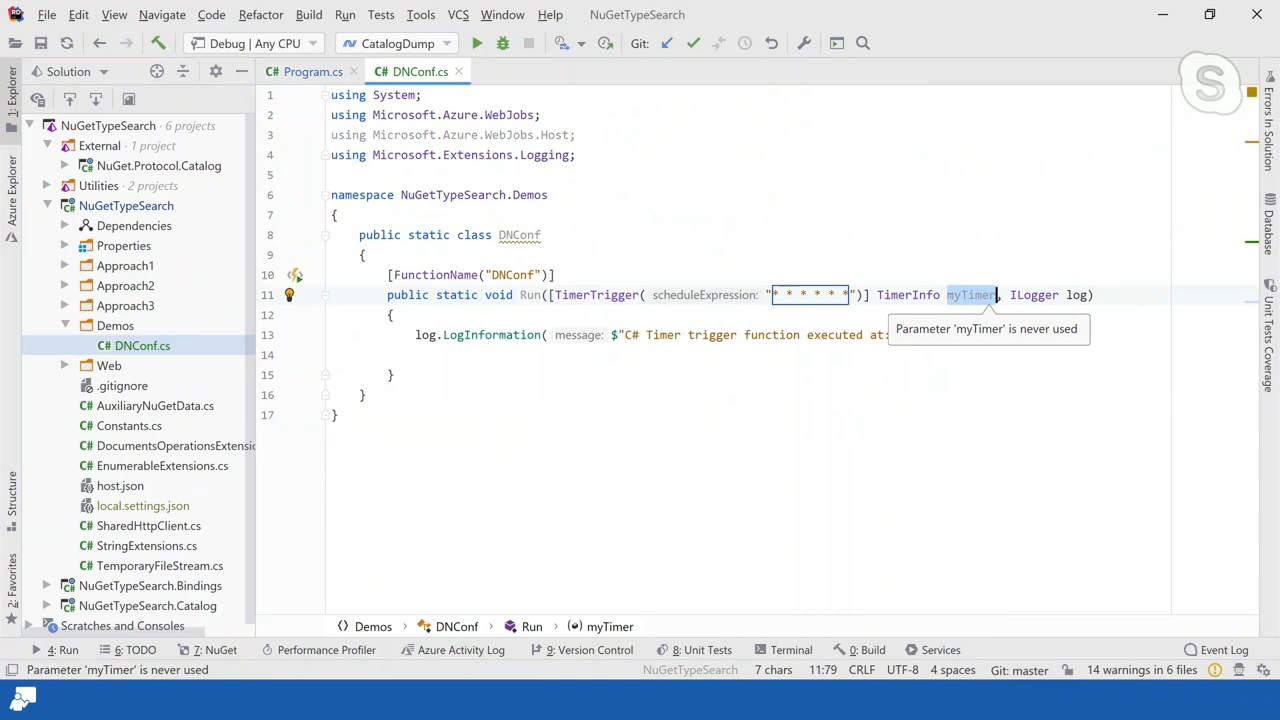 File Edit View Navigate Code Refactor Build Run Tests Tools VCS Window Help NuGetTypeSearch
Debug | Any CPU CatalogDump Git:
Solution
Program.cs DNConf.cs
1: Explorer
Azure Explorer
Structure
2: Favorites
NuGetTypeSearch 6 projects
External 1 project
NuGet.Protocol.Catalog
Utilities 2 projects
NuGetTypeSearch
Dependencies
Properties
Approach1
Approach2
Approach3
Demos
C# DNConf.cs
Web
.gitignore
C# AuxiliaryNuGetData.cs
C# Constants.cs
C# DocumentsOperationsExtensio
C# EnumerableExtensions.cs
host.json
local.settings.json
C# SharedHttpClient.cs
C# StringExtensions.cs
C# TemporaryFileStream.cs
NuGetTypeSearch.Bindings
NuGetTypeSearch.Catalog
Scratches and Consoles
1 using System;
2 using Microsoft.Azure.WebJobs;
3 using Microsoft.Azure.WebJobs.Host;
4 using Microsoft.Extensions.Logging;
5
6 namespace NuGetTypeSearch.Demos
7 {
8 public static class DNConf
9 {
10 [FunctionName("DNConf")]
11 public static void Run([TimerTrigger( scheduleExpression: "* * * * * *")] TimerInfo myTimer, ILogger log)
12 {
Parameter 'myTimer' is never used
13 log.LogInformation( message: $"C# Timer trigger function executed at:
14
15 }
16 }
17 }
Errors In Solution
Database
Unit Tests Coverage
Demos DNConf Run myTimer
4: Run 6: TODO 7: NuGet Performance Profiler Azure Activity Log 9: Version Control 8: Unit Tests Terminal 0: Build Services Event Log
Parameter 'myTimer' is never used NuGetTypeSearch 7 chars 11:79 CRLF UTF-8 4 spaces Git: master 14 warnings in 6 files